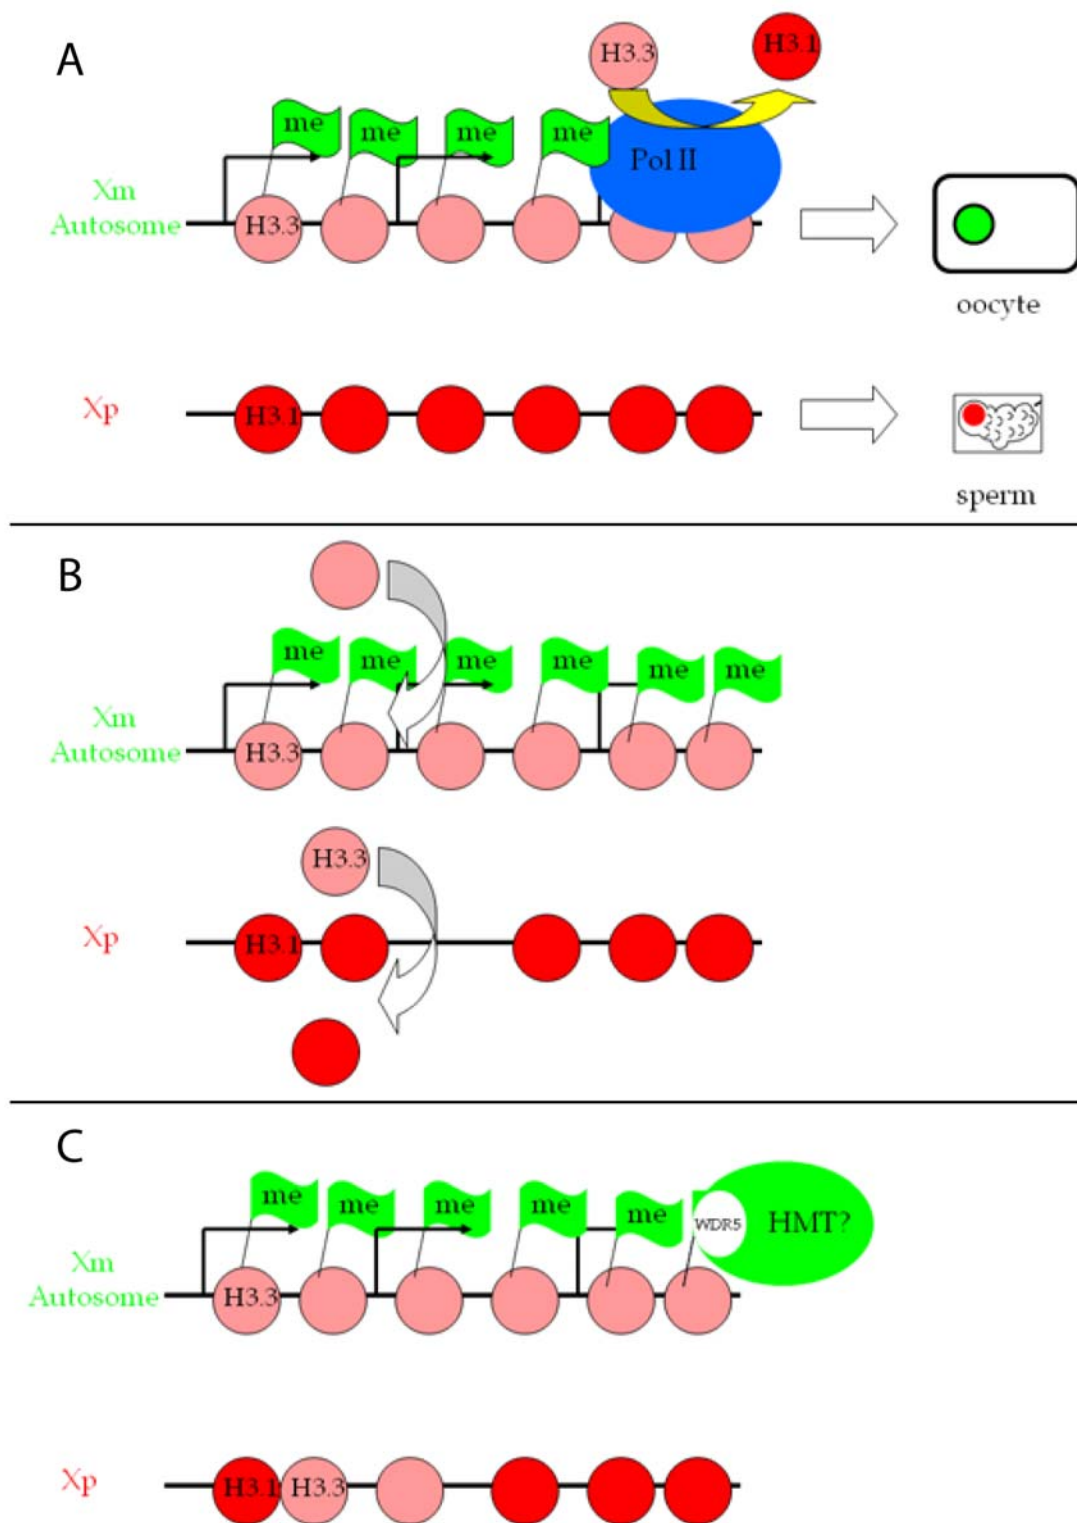 A
H3.3
H3.1
me me me me
Pol II
Xm
Autosome
H3.3
oocyte
Xp
H3.1
sperm
B
me me me me me me
Xm
Autosome
H3.3
H3.3
Xp
H3.1
C
me me me me me
WDR5 HMT?
Xm
Autosome
H3.3
Xp
H3.1 H3.3